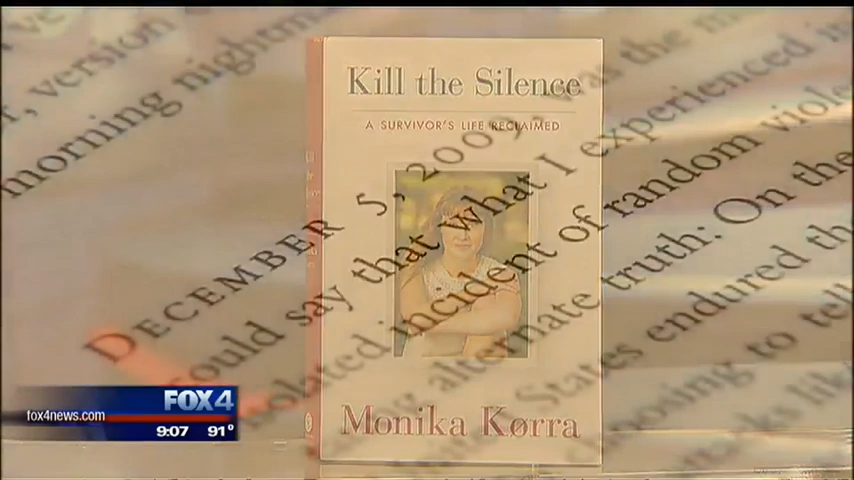 Kill the Silence
A SURVIVOR'S LIFE RECLAIMED
Monika Kørra
version
morning nightm
DECEMBER 5, 2009, was the m
could say that what I experienced in
isolated incident of random viole
alternate truth: On the
States endured th
choosing to tell
FOX4
fox4news.com
9:07 91°